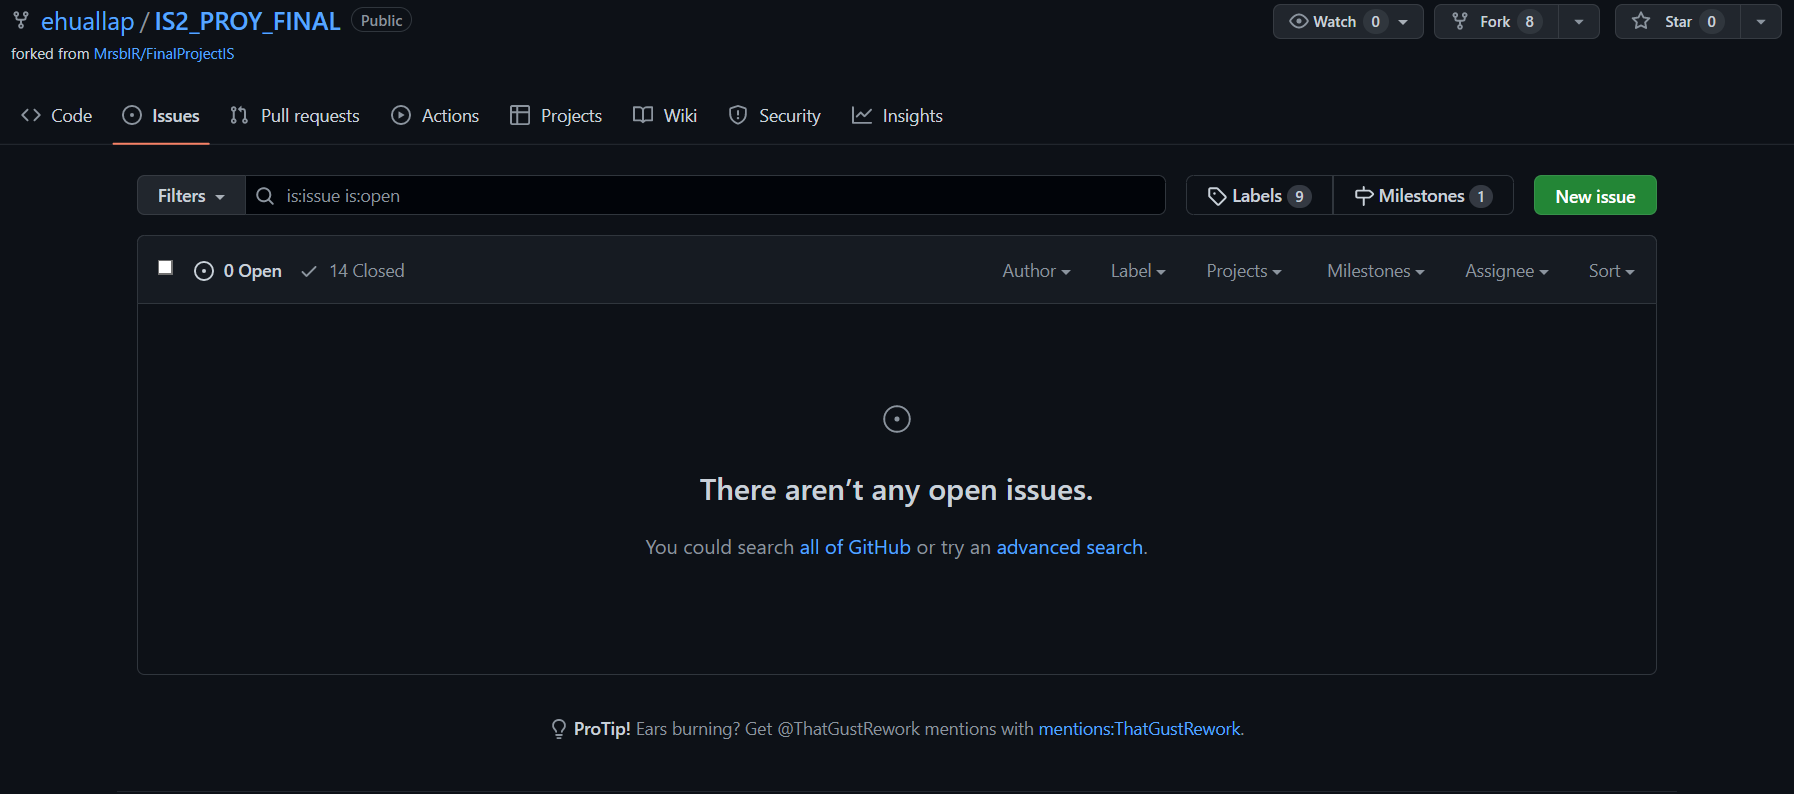 ehuallap / IS2_PROY_FINAL Public Watch 0 Fork 8 Star 0
forked from MrsblR/FinalProjectIS
Code Issues Pull requests Actions Projects Wiki Security Insights
Filters is:issue is:open Labels 9 Milestones 1 New issue
0 Open 14 Closed Author Label Projects Milestones Assignee Sort
There aren’t any open issues.
You could search all of GitHub or try an advanced search.
ProTip! Ears burning? Get @ThatGustRework mentions with mentions:ThatGustRework.